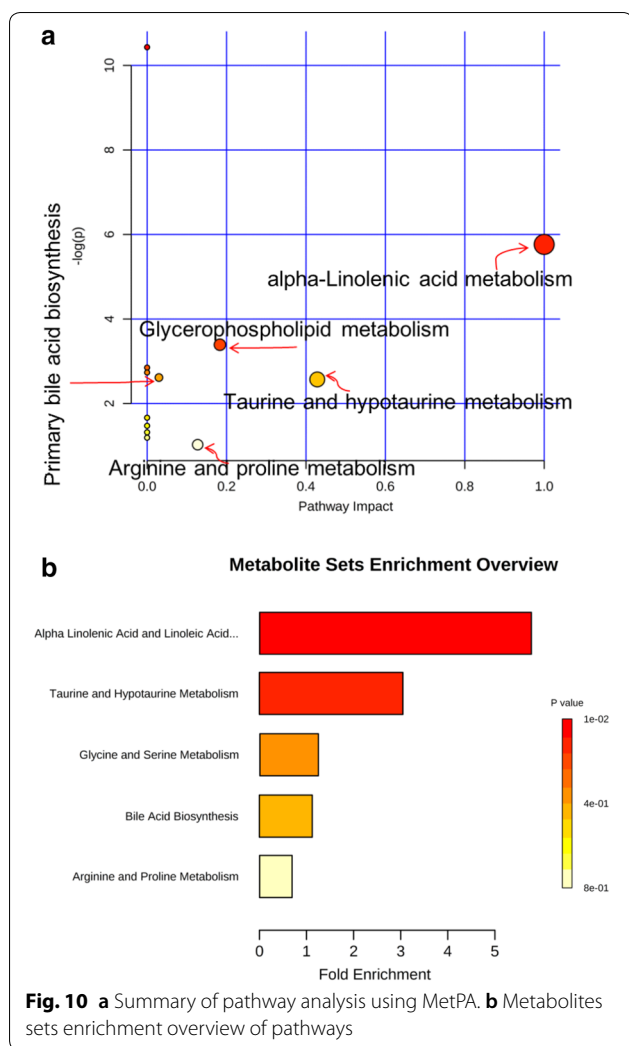 a
10
8
6
4
2
-log(p)
Primary bile acid biosynthesis
alpha-Linolenic acid metabolism
Glycerophospholipid metabolism
Taurine and hypotaurine metabolism
Arginine and proline metabolism
0.0 0.2 0.4 0.6 0.8 1.0
Pathway Impact
b
Metabolite Sets Enrichment Overview
Alpha Linolenic Acid and Linoleic Acid...
Taurine and Hypotaurine Metabolism
Glycine and Serine Metabolism
Bile Acid Biosynthesis
Arginine and Proline Metabolism
P value
1e-02
4e-01
8e-01
0 1 2 3 4 5
Fold Enrichment
Fig. 10 a Summary of pathway analysis using MetPA. b Metabolites
sets enrichment overview of pathways